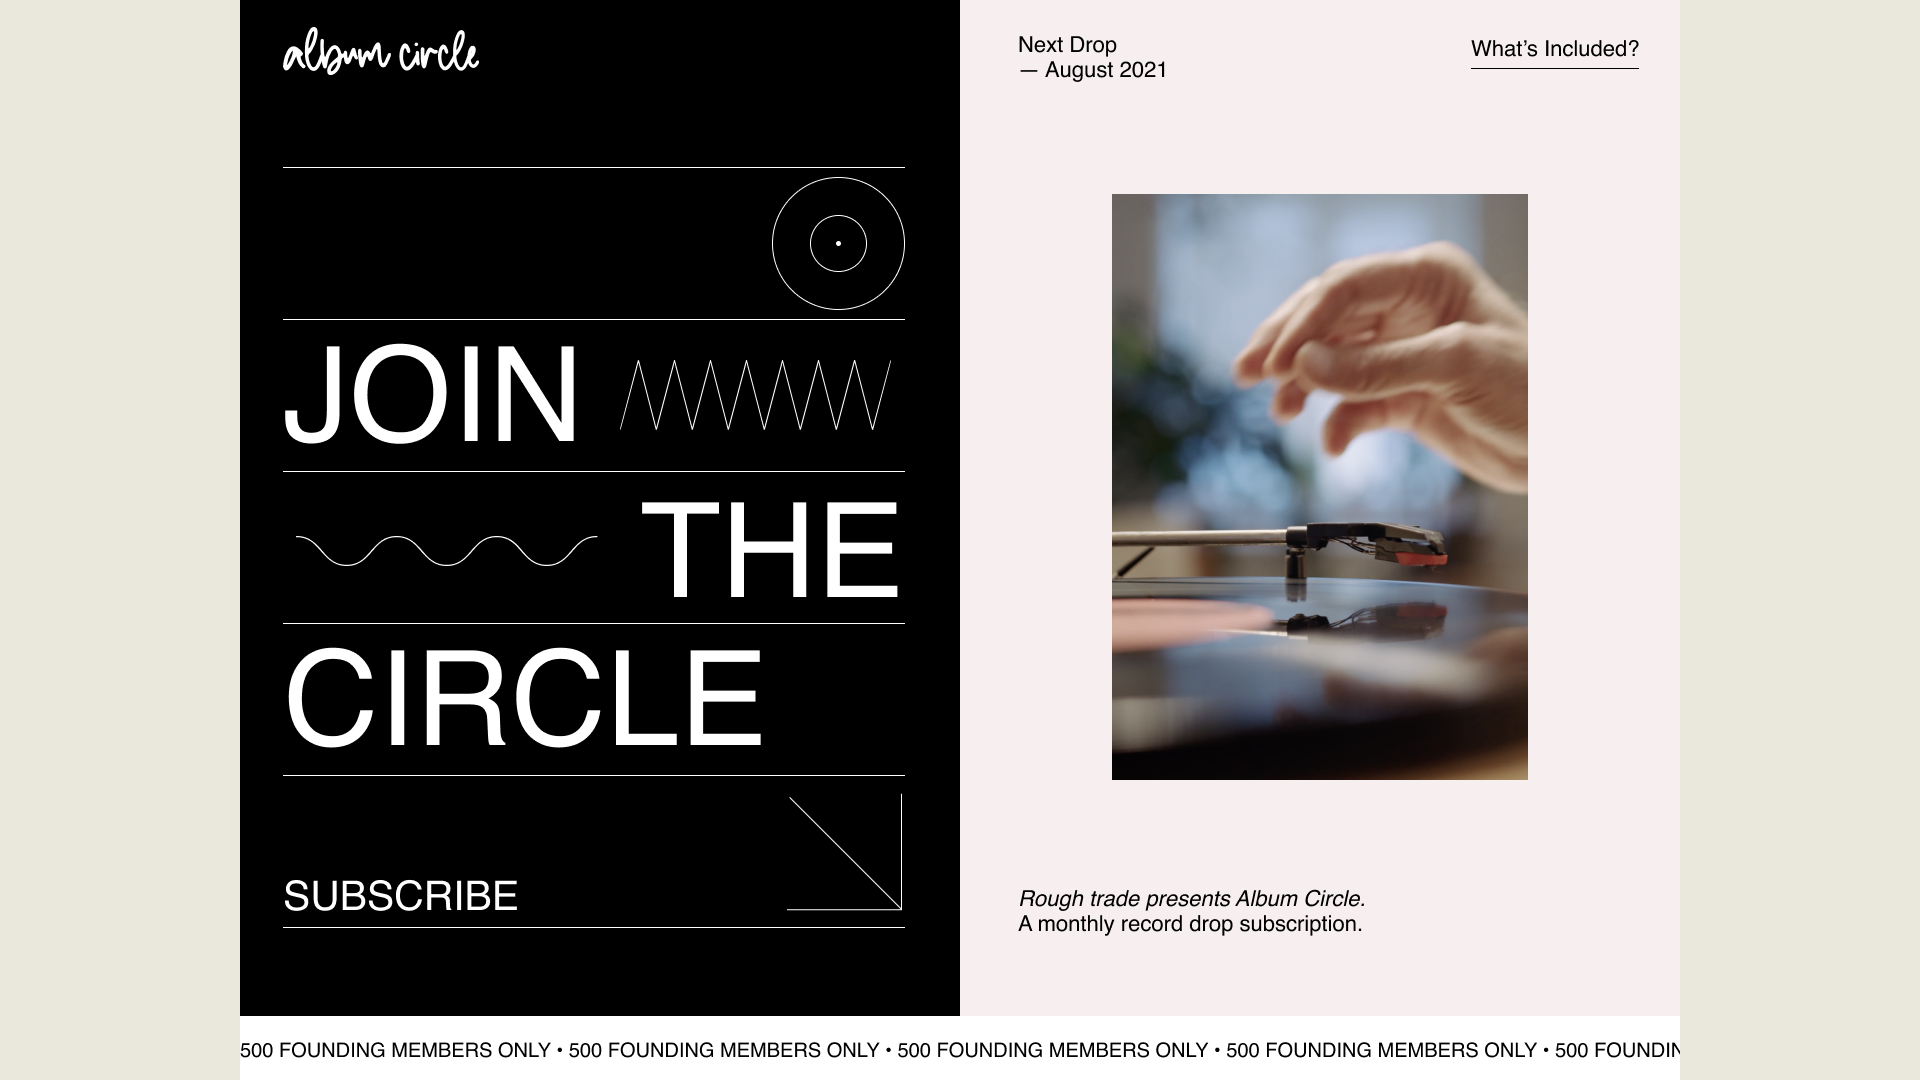 album circle
JOIN
THE
CIRCLE
SUBSCRIBE
Next Drop
— August 2021
What’s Included?
Rough trade presents Album Circle.
A monthly record drop subscription.
500 FOUNDING MEMBERS ONLY • 500 FOUNDING MEMBERS ONLY • 500 FOUNDING MEMBERS ONLY • 500 FOUNDING MEMBERS ONLY • 500 FOUNDIN